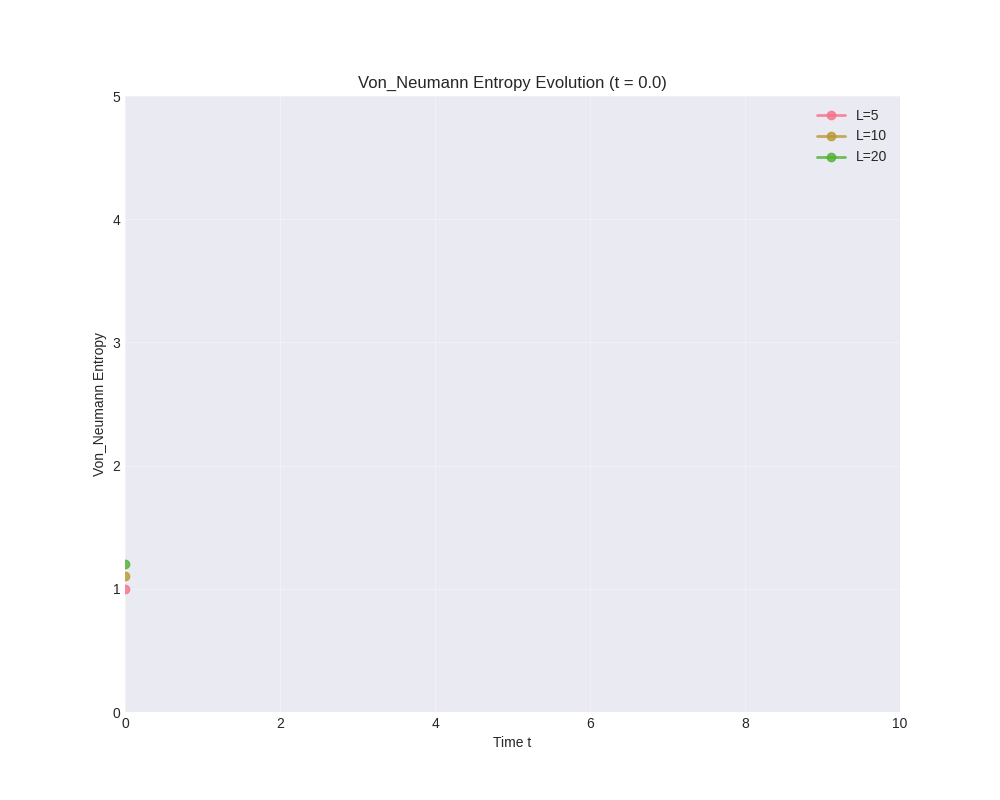 Von_Neumann Entropy Evolution (t = 0.0)
L=5
L=10
L=20
Von_Neumann Entropy
5
4
3
2
1
0
0 2 4 6 8 10
Time t